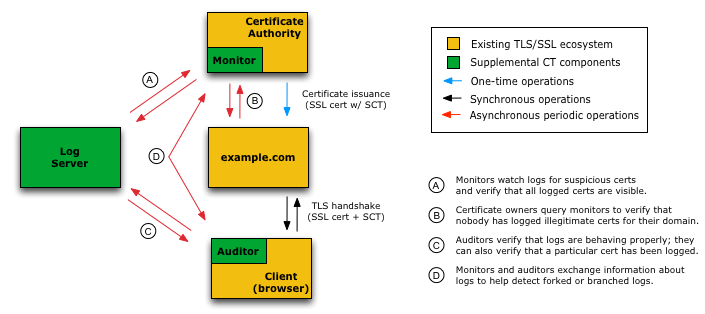 Certificate
Authority
Monitor
A
B
Certificate issuance
(SSL cert w/ SCT)
Log
Server
D
example.com
TLS handshake
(SSL cert + SCT)
C
Auditor
Client
(browser)
Existing TLS/SSL ecosystem
Supplemental CT components
One-time operations
Synchronous operations
Asynchronous periodic operations
A Monitors watch logs for suspicious certs
and verify that all logged certs are visible.
B Certificate owners query monitors to verify that
nobody has logged illegitimate certs for their domain.
C Auditors verify that logs are behaving properly; they
can also verify that a particular cert has been logged.
D Monitors and auditors exchange information about
logs to help detect forked or branched logs.